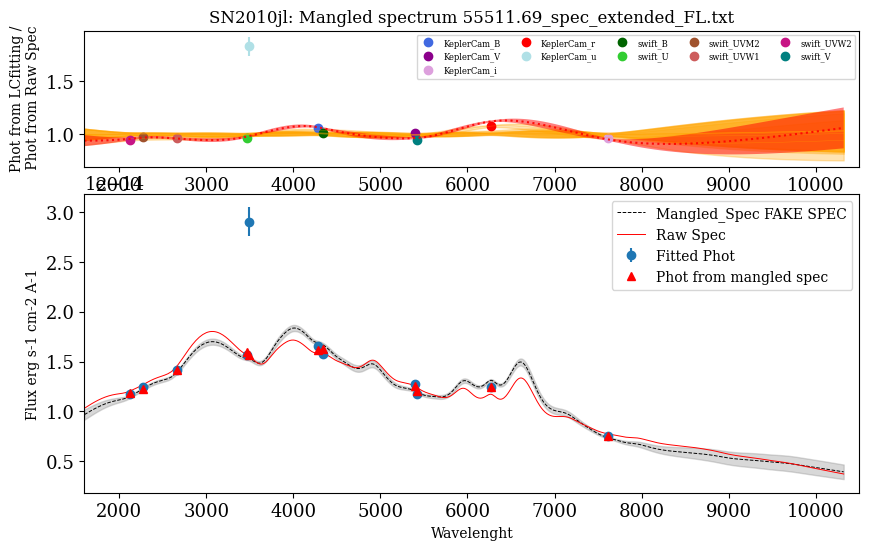 SN2010jl: Mangled spectrum 55511.69_spec_extended_FL.txt
Phot from LCfitting /
Phot from Raw Spec
1.5
1.0
KeplerCam_B
KeplerCam_V
KeplerCam_i
KeplerCam_r
KeplerCam_u
swift_B
swift_U
swift_UVM2
swift_UVW1
swift_UVW2
swift_V
2000 3000 4000 5000 6000 7000 8000 9000 10000
1e−14
Flux erg s-1 cm-2 A-1
3.0
2.5
2.0
1.5
1.0
0.5
Mangled_Spec FAKE SPEC
Raw Spec
Fitted Phot
Phot from mangled spec
2000 3000 4000 5000 6000 7000 8000 9000 10000
Wavelenght